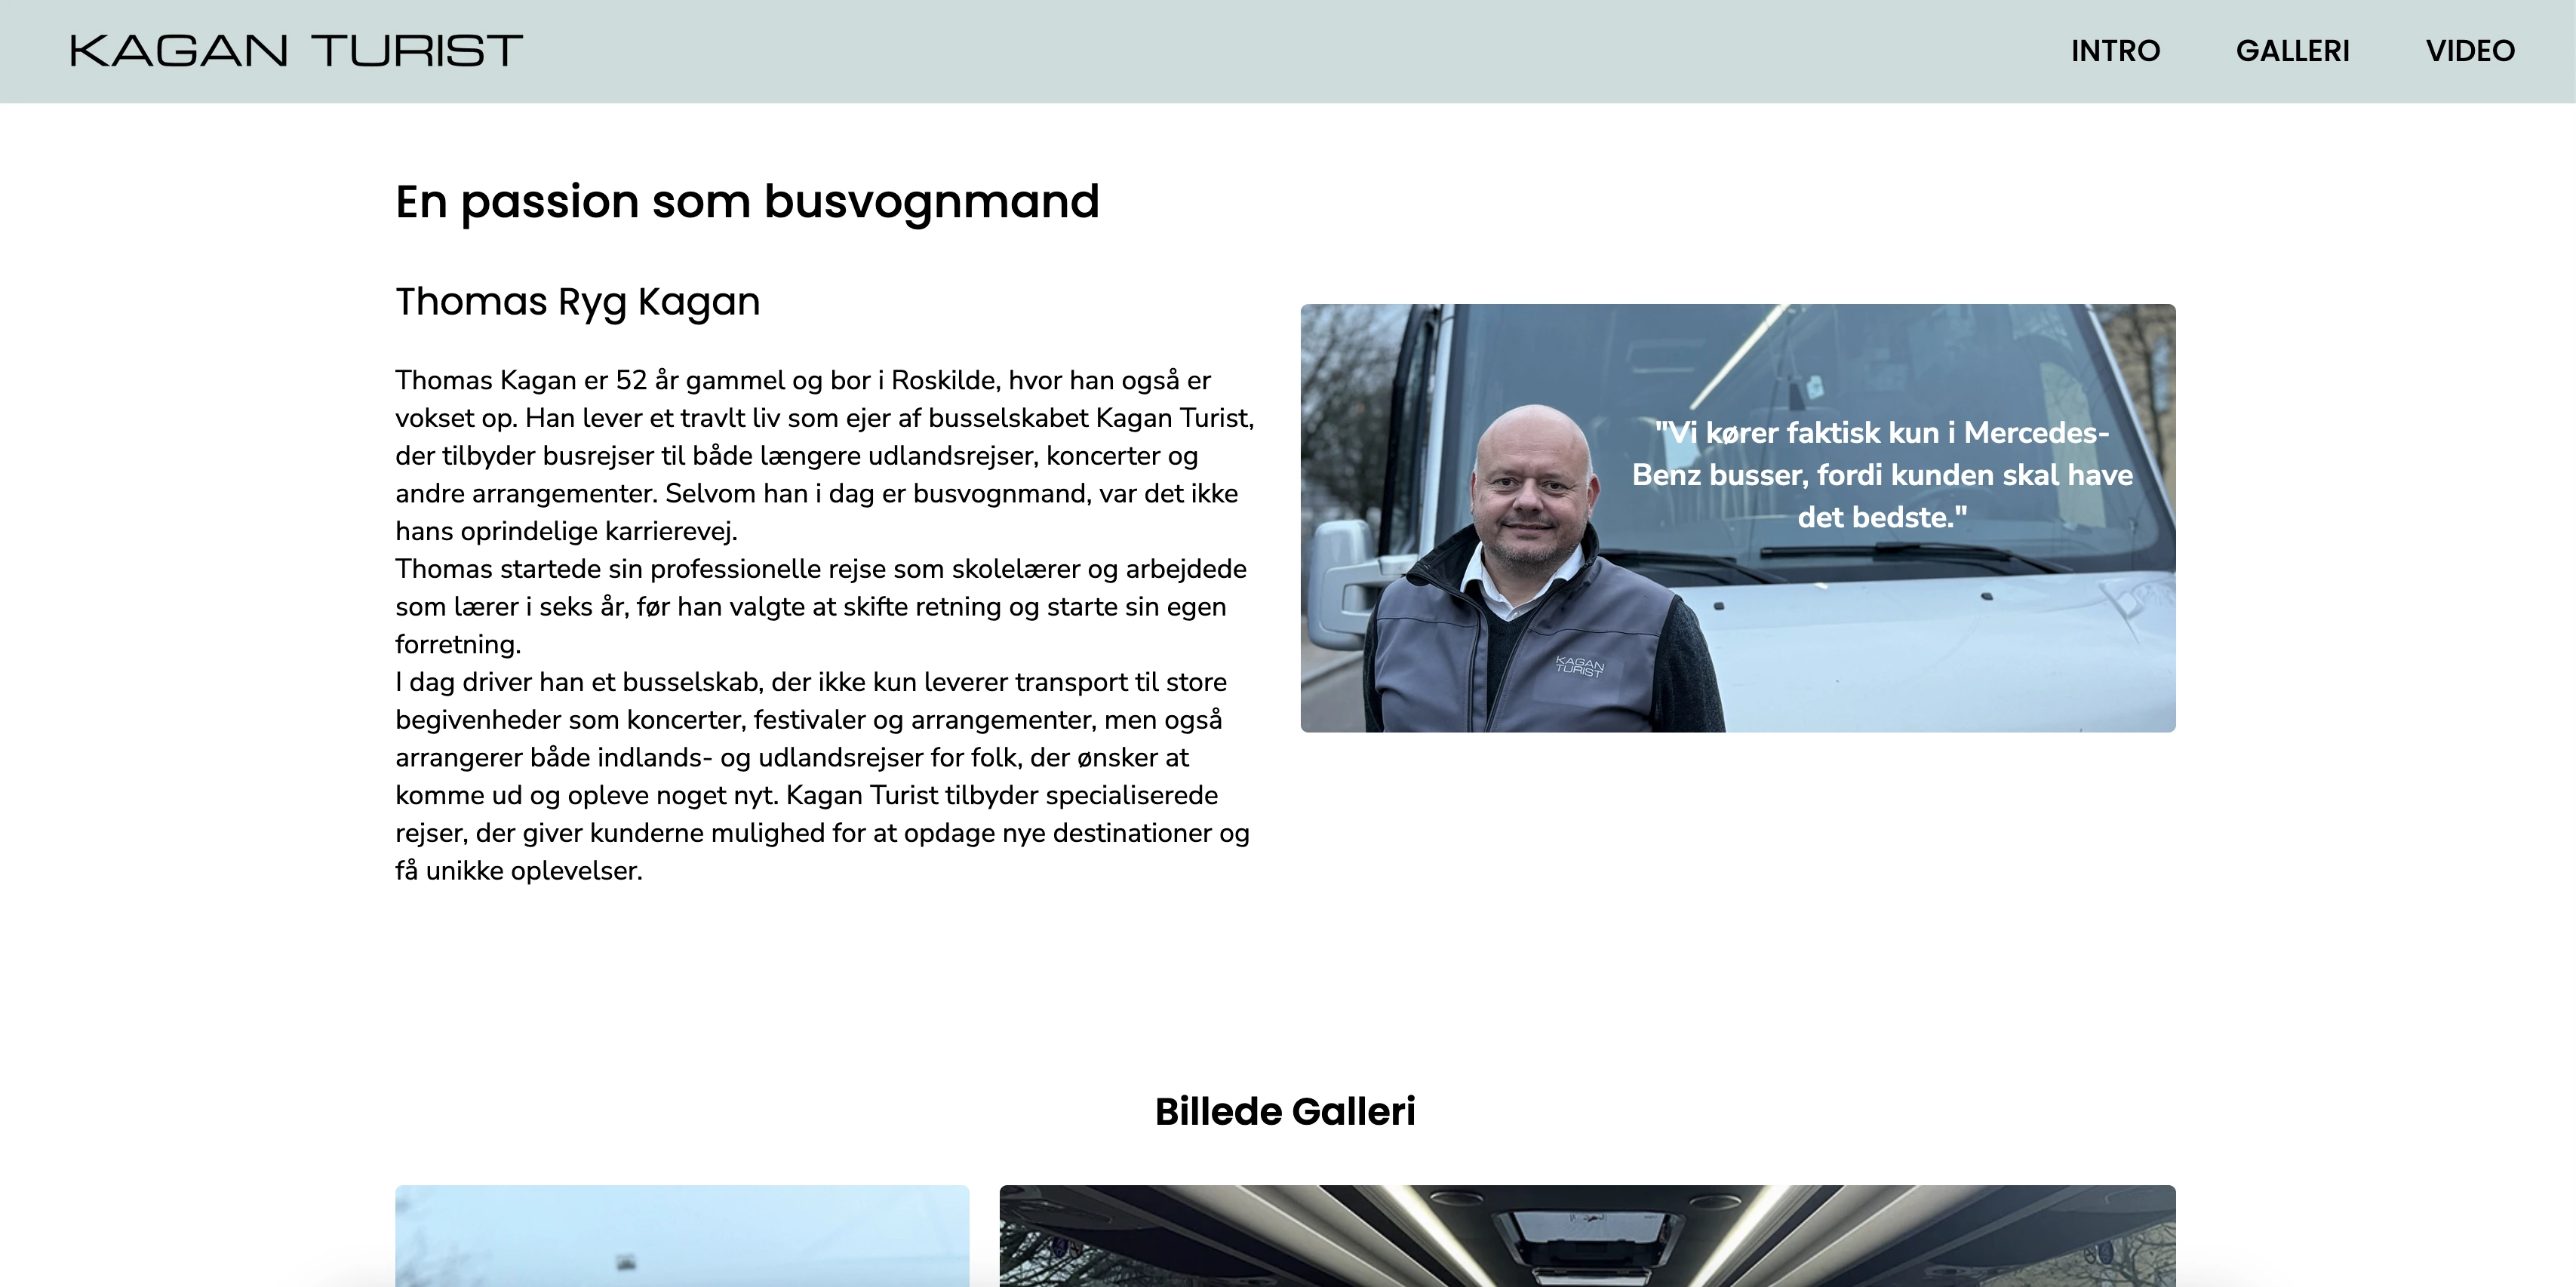 KAGAN TURIST
INTRO GALLERI VIDEO
En passion som busvognmand
Thomas Ryg Kagan
Thomas Kagan er 52 år gammel og bor i Roskilde, hvor han også er
vokset op. Han lever et travlt liv som ejer af busselskabet Kagan Turist,
der tilbyder busrejser til både længere udlandsrejser, koncerter og
andre arrangementer. Selvom han i dag er busvognmand, var det ikke
hans oprindelige karrierevej.
Thomas startede sin professionelle rejse som skolelærer og arbejdede
som lærer i seks år, før han valgte at skifte retning og starte sin egen
forretning.
I dag driver han et busselskab, der ikke kun leverer transport til store
begivenheder som koncerter, festivaler og arrangementer, men også
arrangerer både indlands- og udlandsrejser for folk, der ønsker at
komme ud og opleve noget nyt. Kagan Turist tilbyder specialiserede
rejser, der giver kunderne mulighed for at opdage nye destinationer og
få unikke oplevelser.
"Vi kører faktisk kun i Mercedes-
Benz busser, fordi kunden skal have
det bedste."
KAGAN
TURIST
Billede Galleri